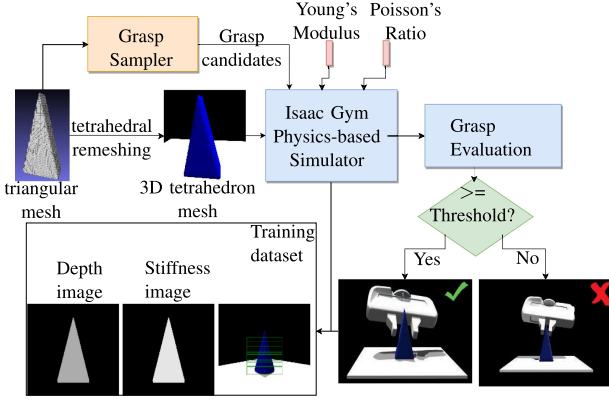 Grasp
Sampler
Grasp
candidates
Young's
Modulus
Poisson's
Ratio
tetrahedral
remeshing
triangular
mesh
3D tetrahedron
mesh
Isaac Gym
Physics-based
Simulator
Grasp
Evaluation
>=
Threshold?
Yes
No
Training
dataset
Depth
image
Stiffness
image